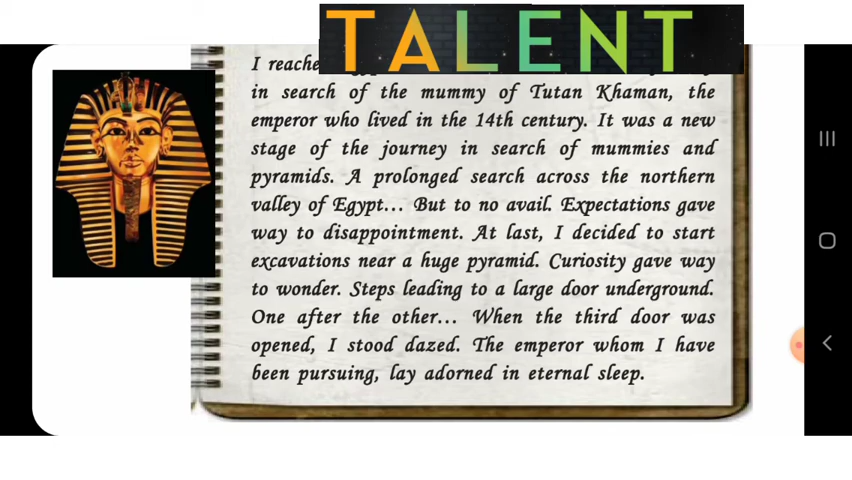 TALENT
I reache
in search of the mummy of Tutan Khaman, the
emperor who lived in the 14th century. It was a new
stage of the journey in search of mummies and
pyramids. A prolonged search across the northern
valley of Egypt... But to no avail. Expectations gave
way to disappointment. At last, I decided to start
excavations near a huge pyramid. Curiosity gave way
to wonder. Steps leading to a large door underground.
One after the other... When the third door was
opened, I stood dazed. The emperor whom I have
been pursuing, lay adorned in eternal sleep.